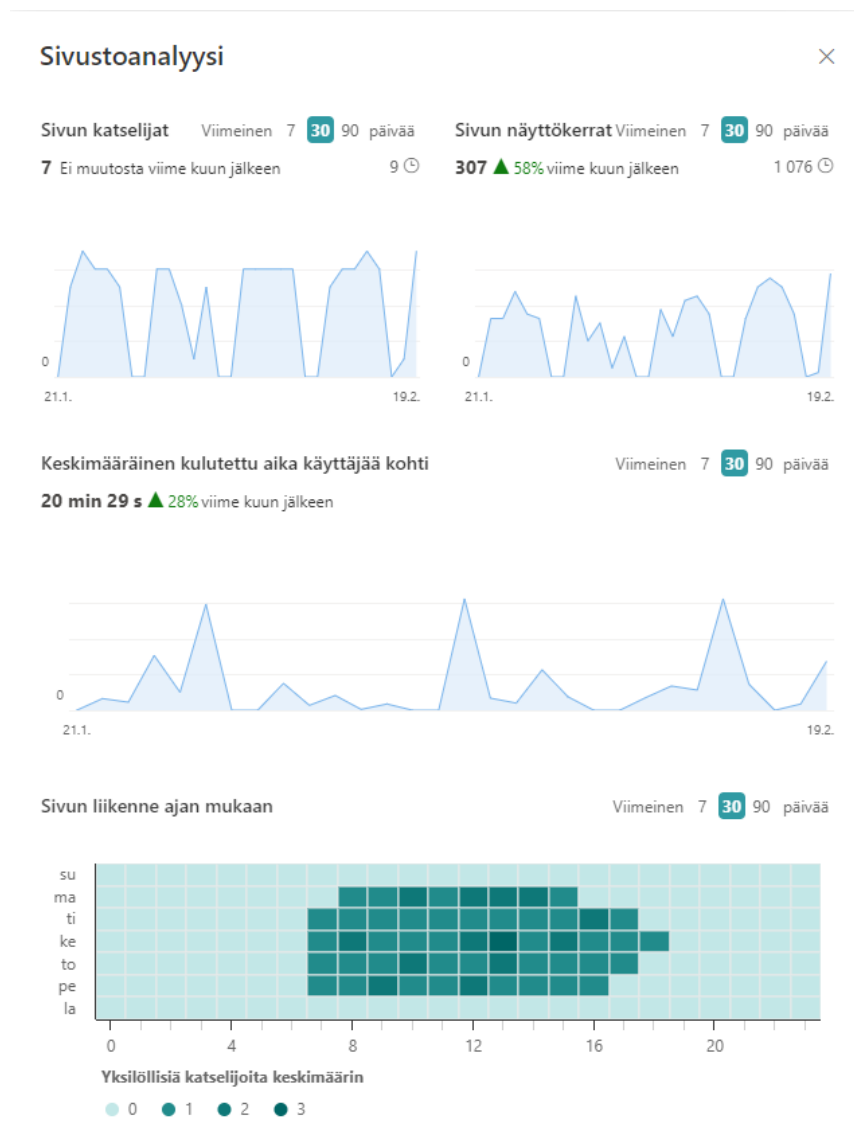 Sivustoanalyysi
Sivun katselijat Viimeinen 7 30 90 päivää
7 Ei muutosta viime kuun jälkeen 9
0
21.1. 19.2.
Sivun näyttökerrat Viimeinen 7 30 90 päivää
307 58% viime kuun jälkeen 1 076
0
21.1. 19.2.
Keskimääräinen kulutettu aika käyttäjää kohti Viimeinen 7 30 90 päivää
20 min 29 s 28% viime kuun jälkeen
0
21.1. 19.2.
Sivun liikenne ajan mukaan Viimeinen 7 30 90 päivää
su
ma
ti
ke
to
pe
la
0 4 8 12 16 20
Yksilöllisiä katselijoita keskimäärin
0 1 2 3